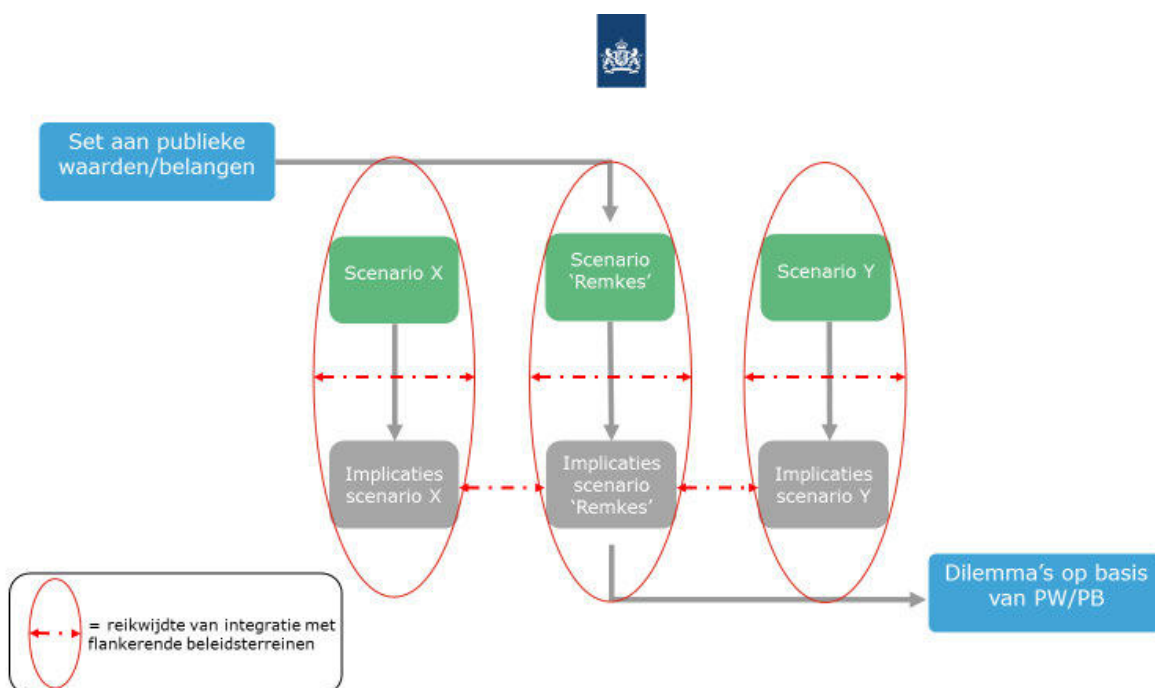 Set aan publieke
waarden/belangen
Scenario X
Scenario
‘Remkes’
Scenario Y
Implicaties
scenario X
Implicaties
scenario
‘Remkes’
Implicaties
scenario Y
Dilemma’s op basis
van PW/PB
= reikwijdte van integratie met
flankerende beleidsterreinen